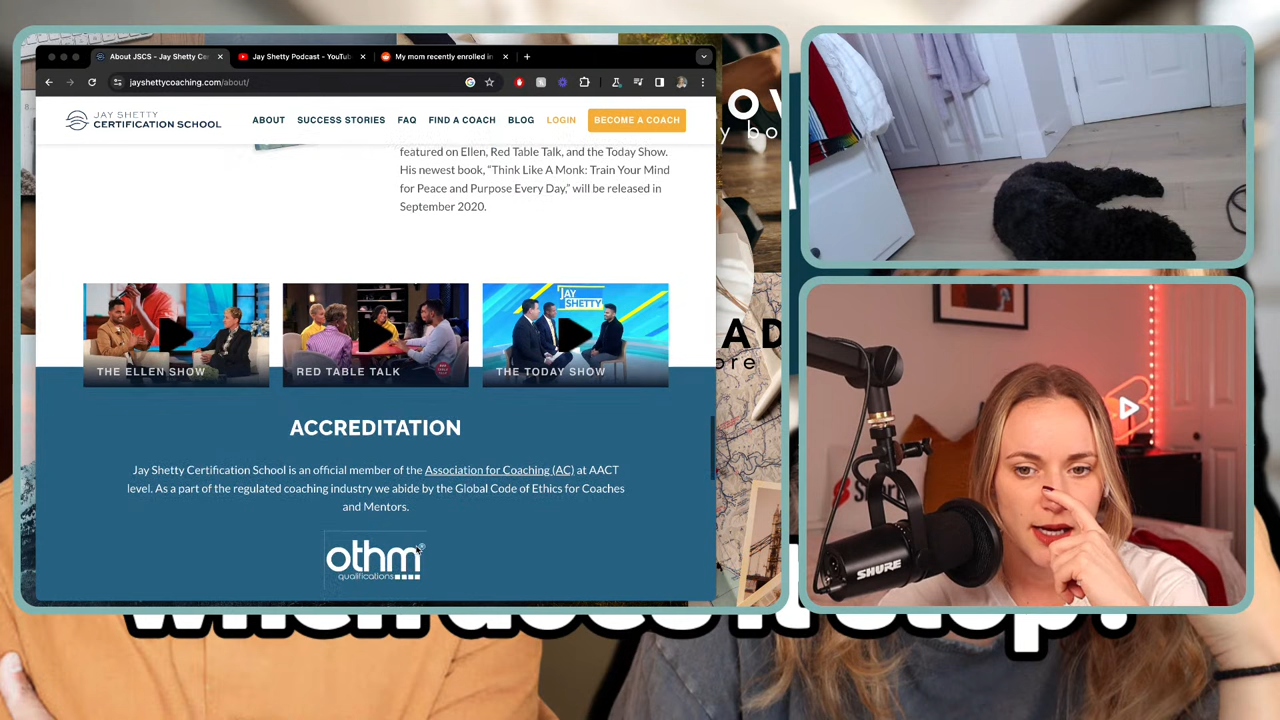 About JSCS - Jay Shetty Cer
Jay Shetty Podcast - YouTub
My mom recently enrolled in
jayshettycoaching.com/about/
JAY SHETTY
CERTIFICATION SCHOOL
ABOUT
SUCCESS STORIES
FAQ
FIND A COACH
BLOG
LOGIN
BECOME A COACH
featured on Ellen, Red Table Talk, and the Today Show.
His newest book, “Think Like A Monk: Train Your Mind
for Peace and Purpose Every Day,” will be released in
September 2020.
JAY
SHETTY
THE ELLEN SHOW
RED TABLE TALK
THE TODAY SHOW
ACCREDITATION
Jay Shetty Certification School is an official member of the Association for Coaching (AC) at AACT
level. As a part of the regulated coaching industry we abide by the Global Code of Ethics for Coaches
and Mentors.
othm®
qualifications
SHURE
when does it stop?